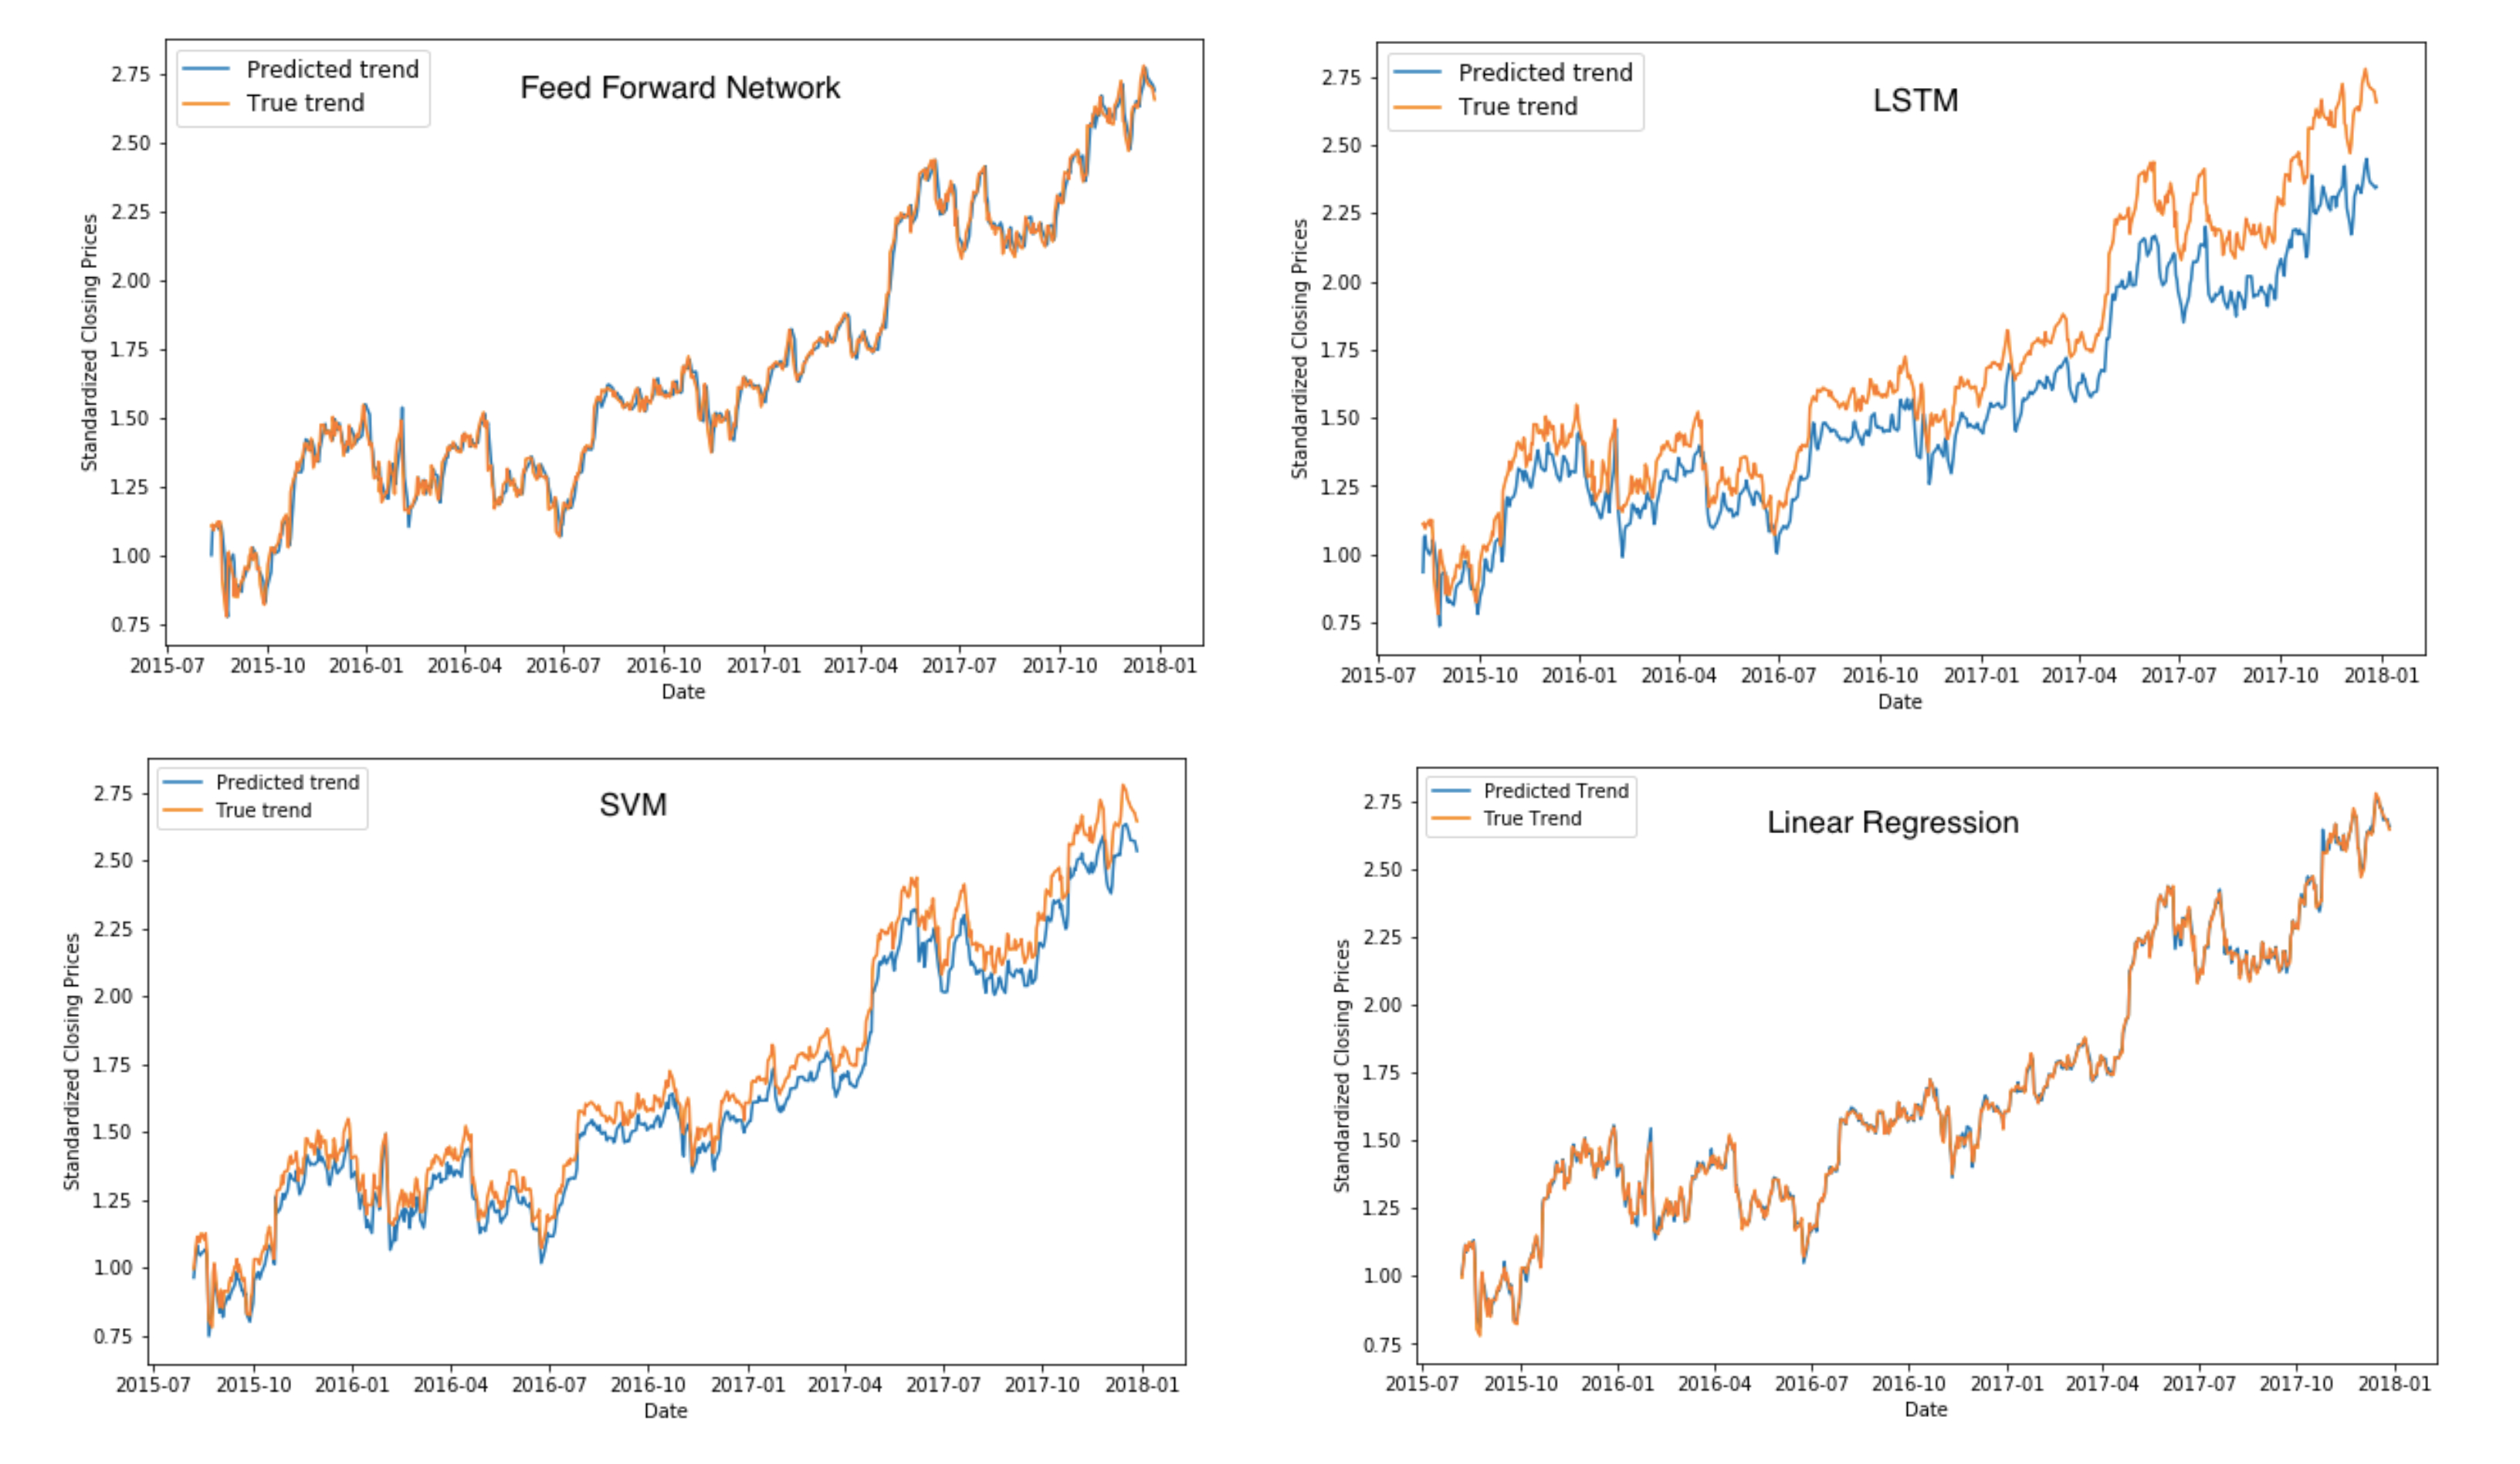 Predicted trend
True trend
Feed Forward Network
Standardized Closing Prices
2.75
2.50
2.25
2.00
1.75
1.50
1.25
1.00
0.75
2015-07 2015-10 2016-01 2016-04 2016-07 2016-10 2017-01 2017-04 2017-07 2017-10 2018-01
Date
Predicted trend
True trend
LSTM
Standardized Closing Prices
2.75
2.50
2.25
2.00
1.75
1.50
1.25
1.00
0.75
2015-07 2015-10 2016-01 2016-04 2016-07 2016-10 2017-01 2017-04 2017-07 2017-10 2018-01
Date
Predicted trend
True trend
SVM
Standardized Closing Prices
2.75
2.50
2.25
2.00
1.75
1.50
1.25
1.00
0.75
2015-07 2015-10 2016-01 2016-04 2016-07 2016-10 2017-01 2017-04 2017-07 2017-10 2018-01
Date
Predicted Trend
True Trend
Linear Regression
Standardized Closing Prices
2.75
2.50
2.25
2.00
1.75
1.50
1.25
1.00
0.75
2015-07 2015-10 2016-01 2016-04 2016-07 2016-10 2017-01 2017-04 2017-07 2017-10 2018-01
Date